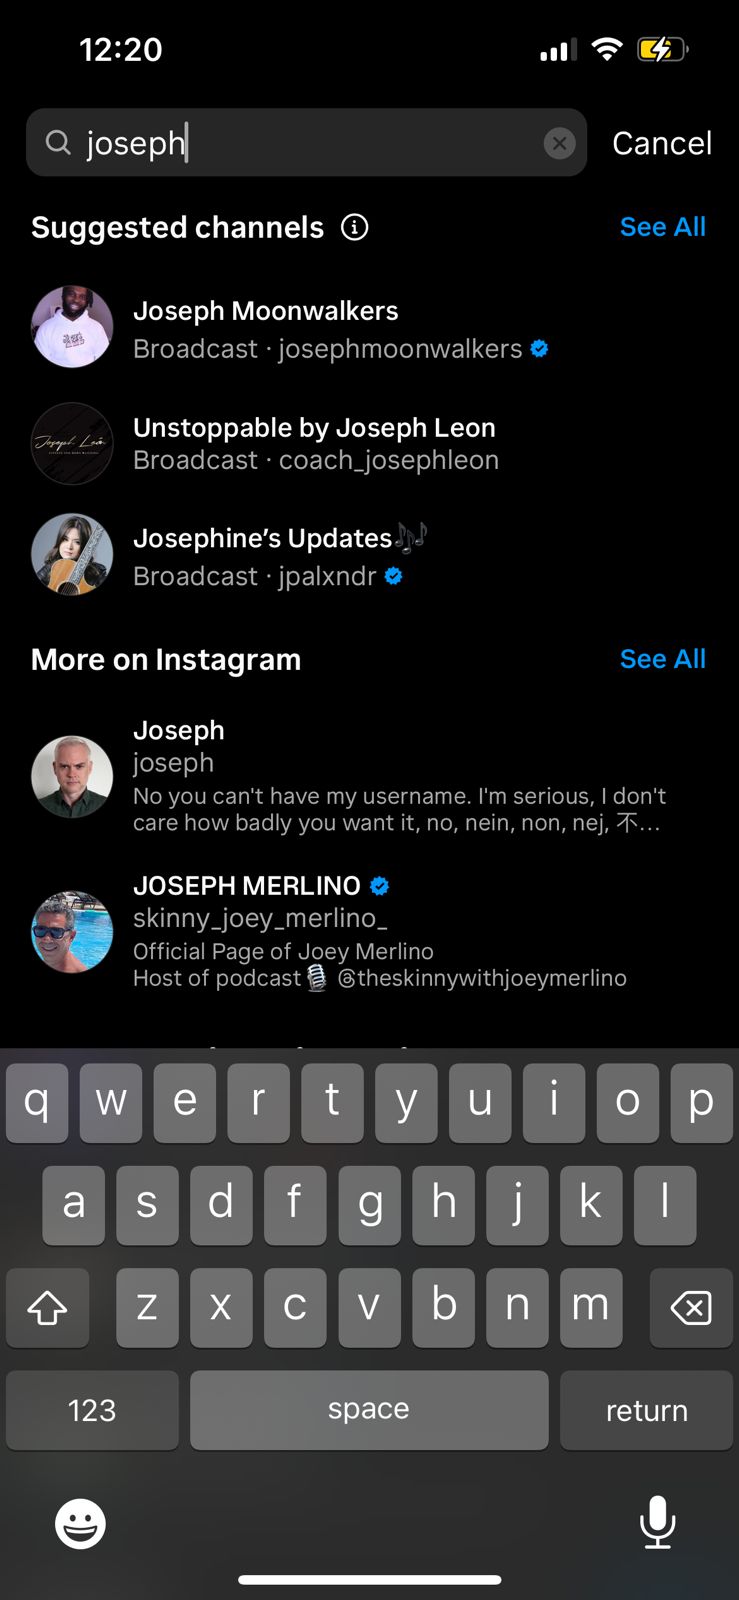 12:20
joseph
Cancel
Suggested channels
See All
Joseph Moonwalkers
Broadcast · josephmoonwalkers
Joseph León
Unstoppable by Joseph Leon
Broadcast · coach_josephleon
Josephine’s Updates🎶
Broadcast · jpalxndr
More on Instagram
See All
Joseph
joseph
No you can't have my username. I'm serious, I don't
care how badly you want it, no, nein, non, nej, 不...
JOSEPH MERLINO
skinny_joey_merlino_
Official Page of Joey Merlino
Host of podcast🎙️ @theskinnywithjoeymerlino
q w e r t y u i o p
a s d f g h j k l
z x c v b n m
123 space return